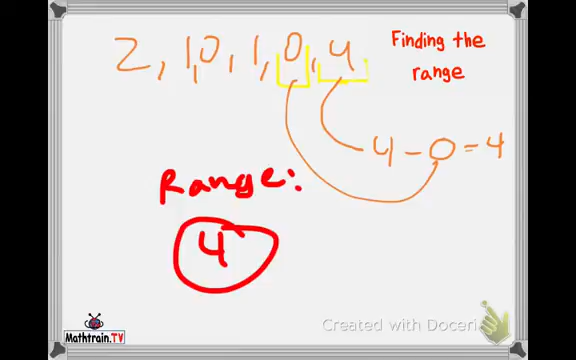 2, 1, 0, 1, 0, 4
Finding the
range
4 - 0 = 4
Range:
4
Created with Doceri
Mathtrain.TV